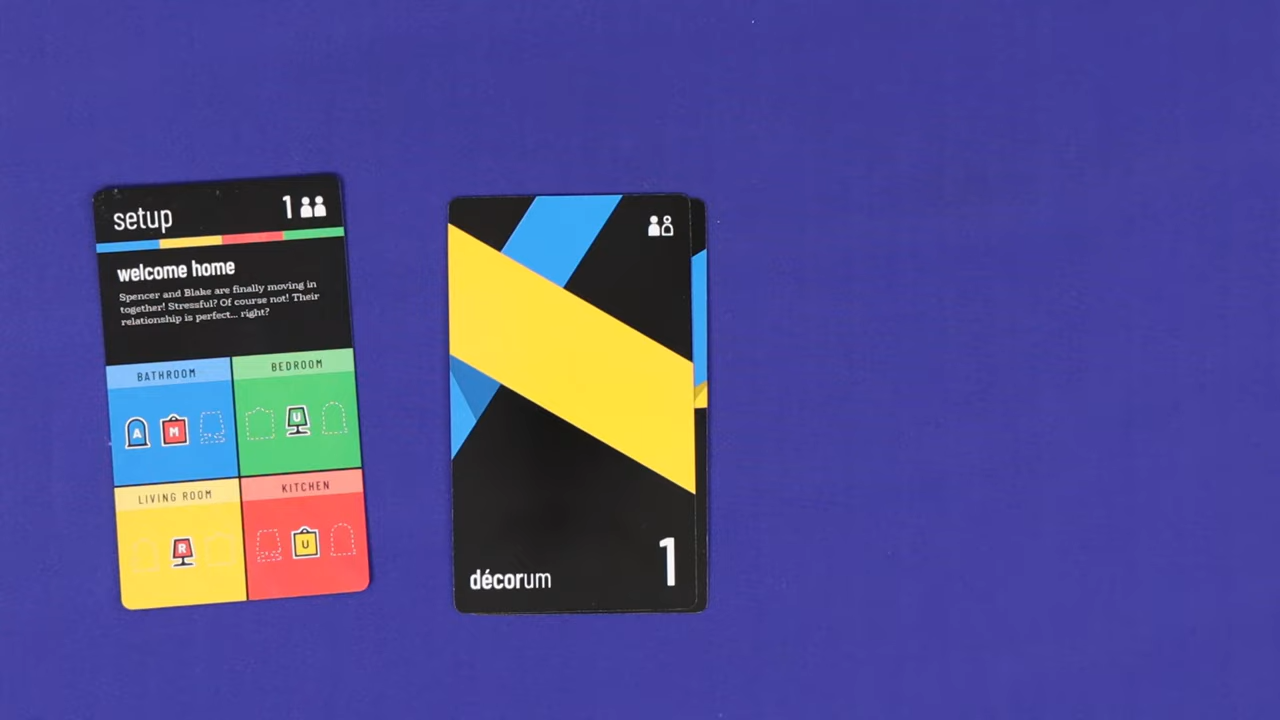 setup 1
welcome home
Spencer and Blake are finally moving in
together! Stressful? Of course not! Their
relationship is perfect... right?
BATHROOM
A M
BEDROOM
U
LIVING ROOM
R
KITCHEN
U
décorum 1